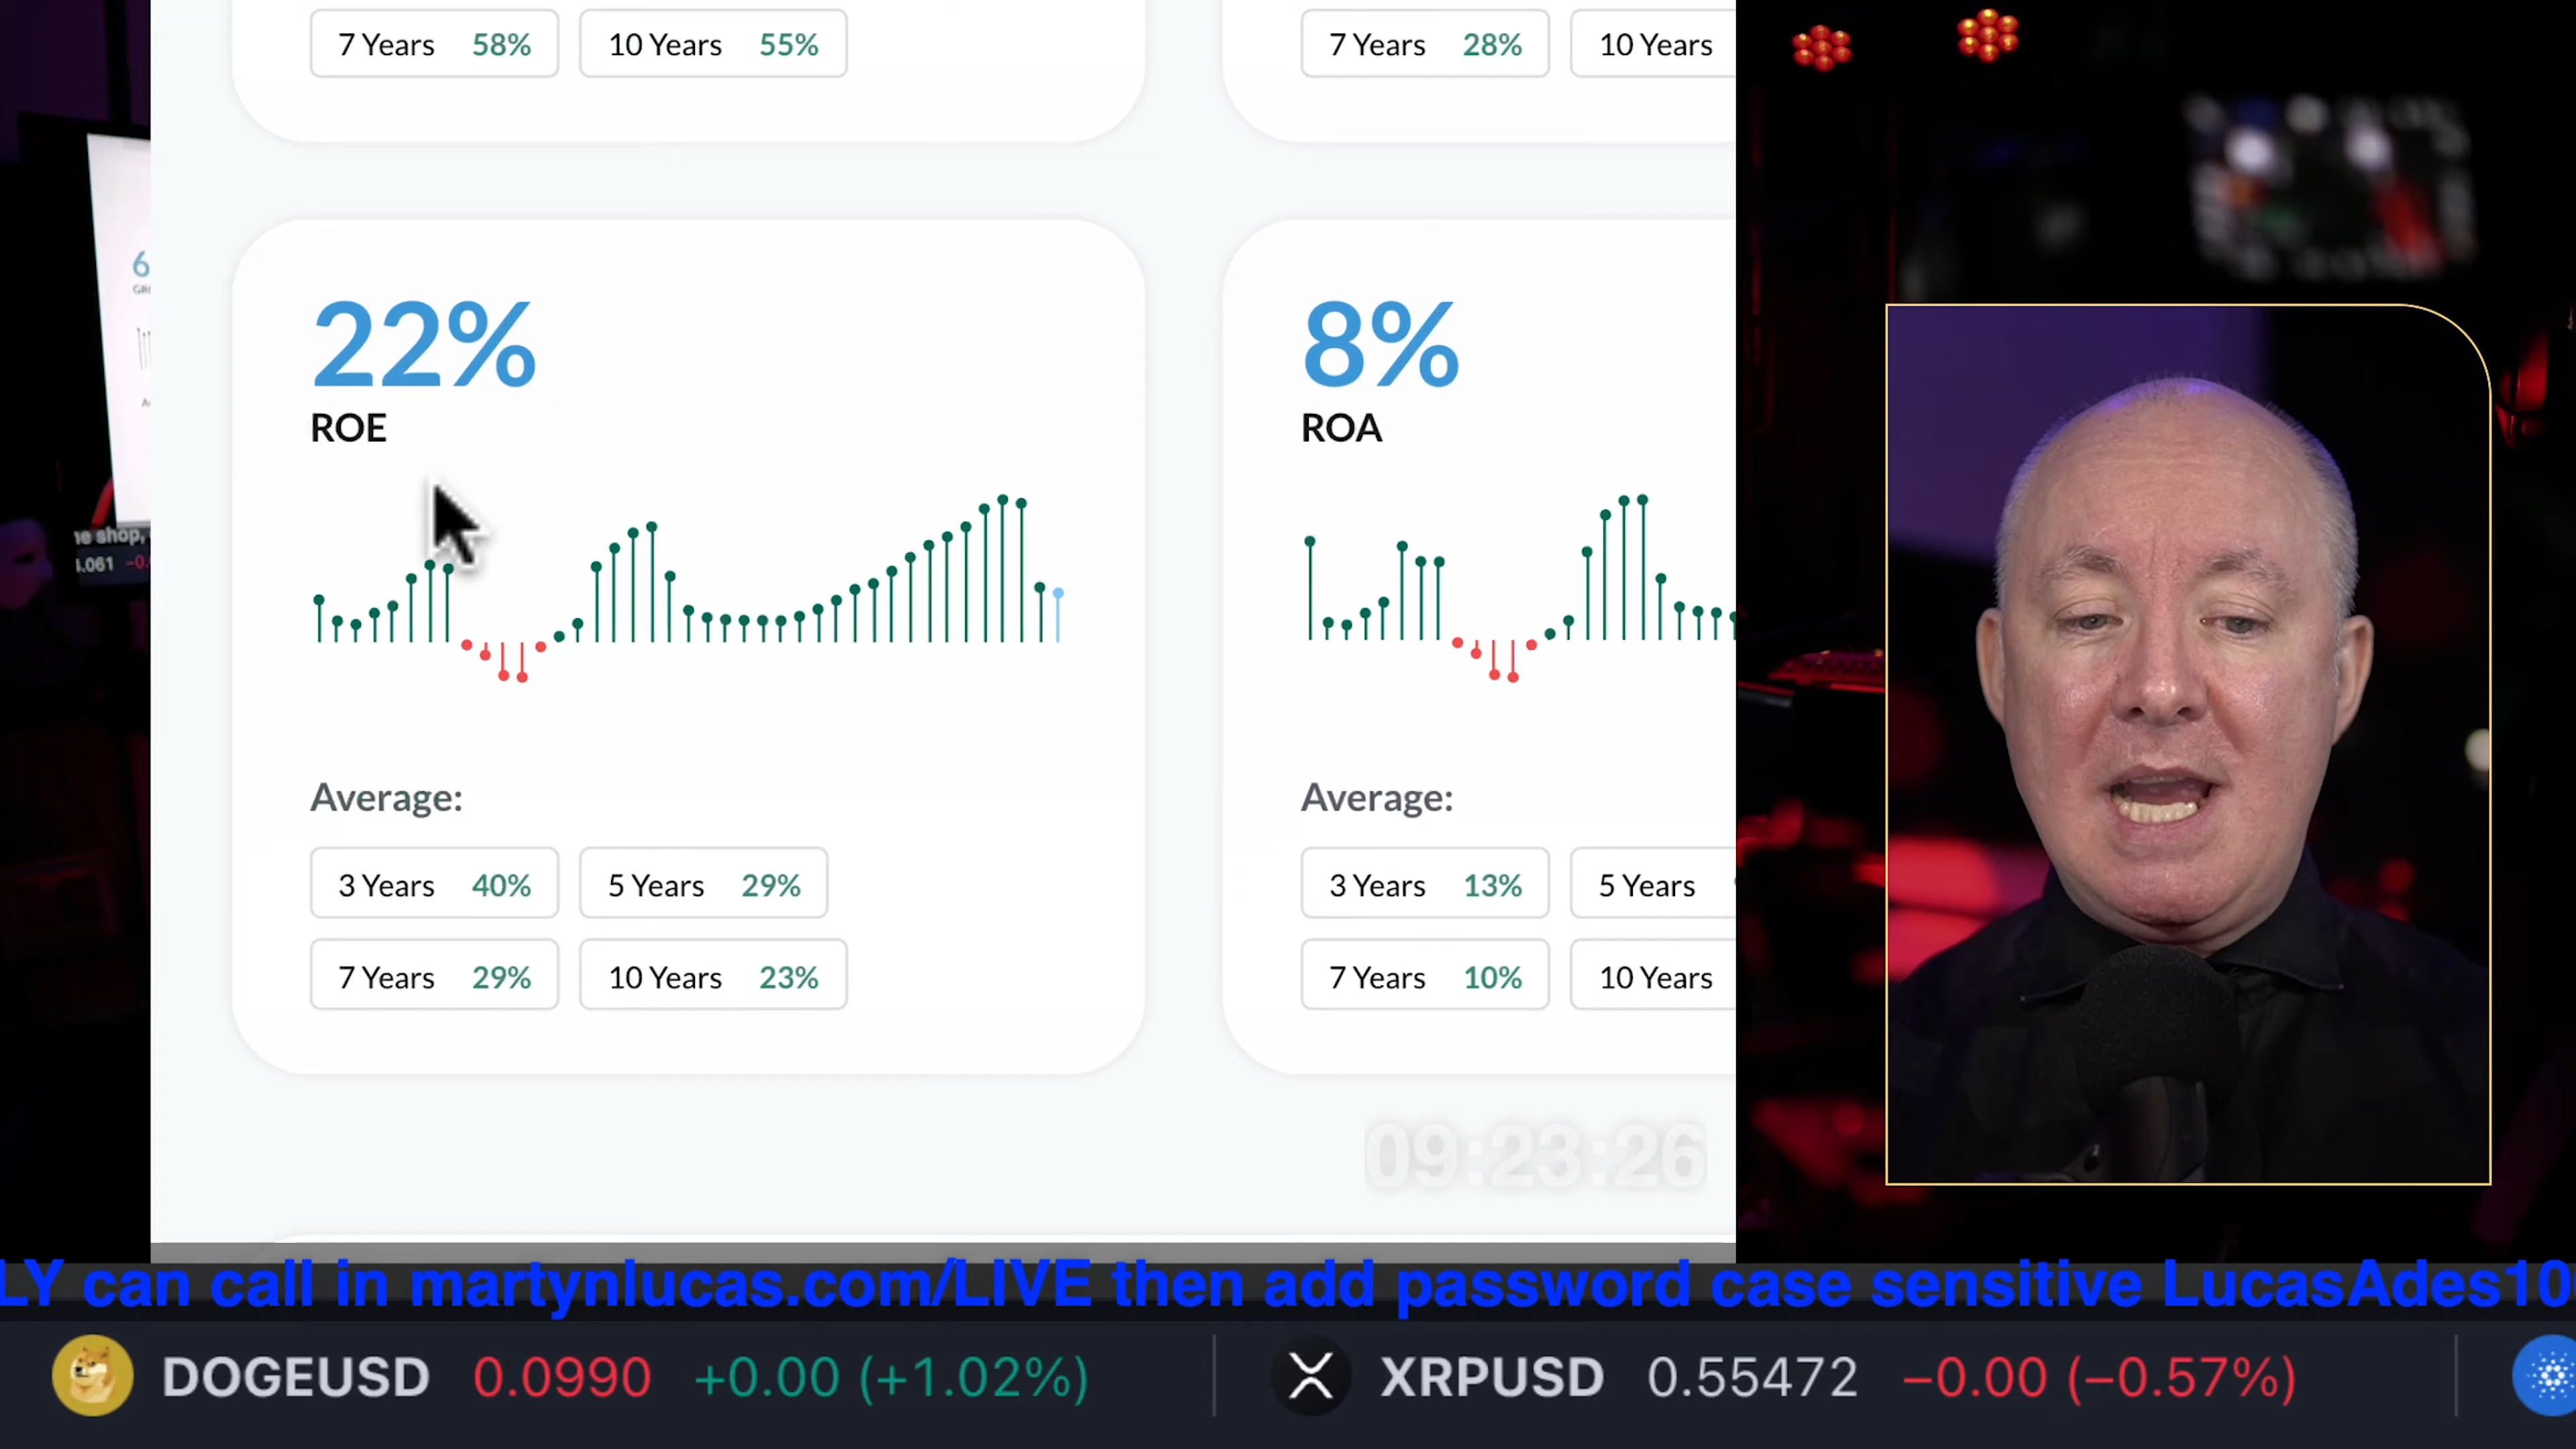 7 Years 58% 10 Years 55%
7 Years 28% 10 Years
22%
ROE
8%
ROA
6
Average:
3 Years 40% 5 Years 29%
7 Years 29% 10 Years 23%
Average:
3 Years 13% 5 Years
7 Years 10% 10 Years
09:23:26
LY can call in martynlucas.com/LIVE then add password case sensitive LucasAdes10
DOGEUSD 0.0990 +0.00 (+1.02%)
XRPUSD 0.55472 −0.00 (−0.57%)